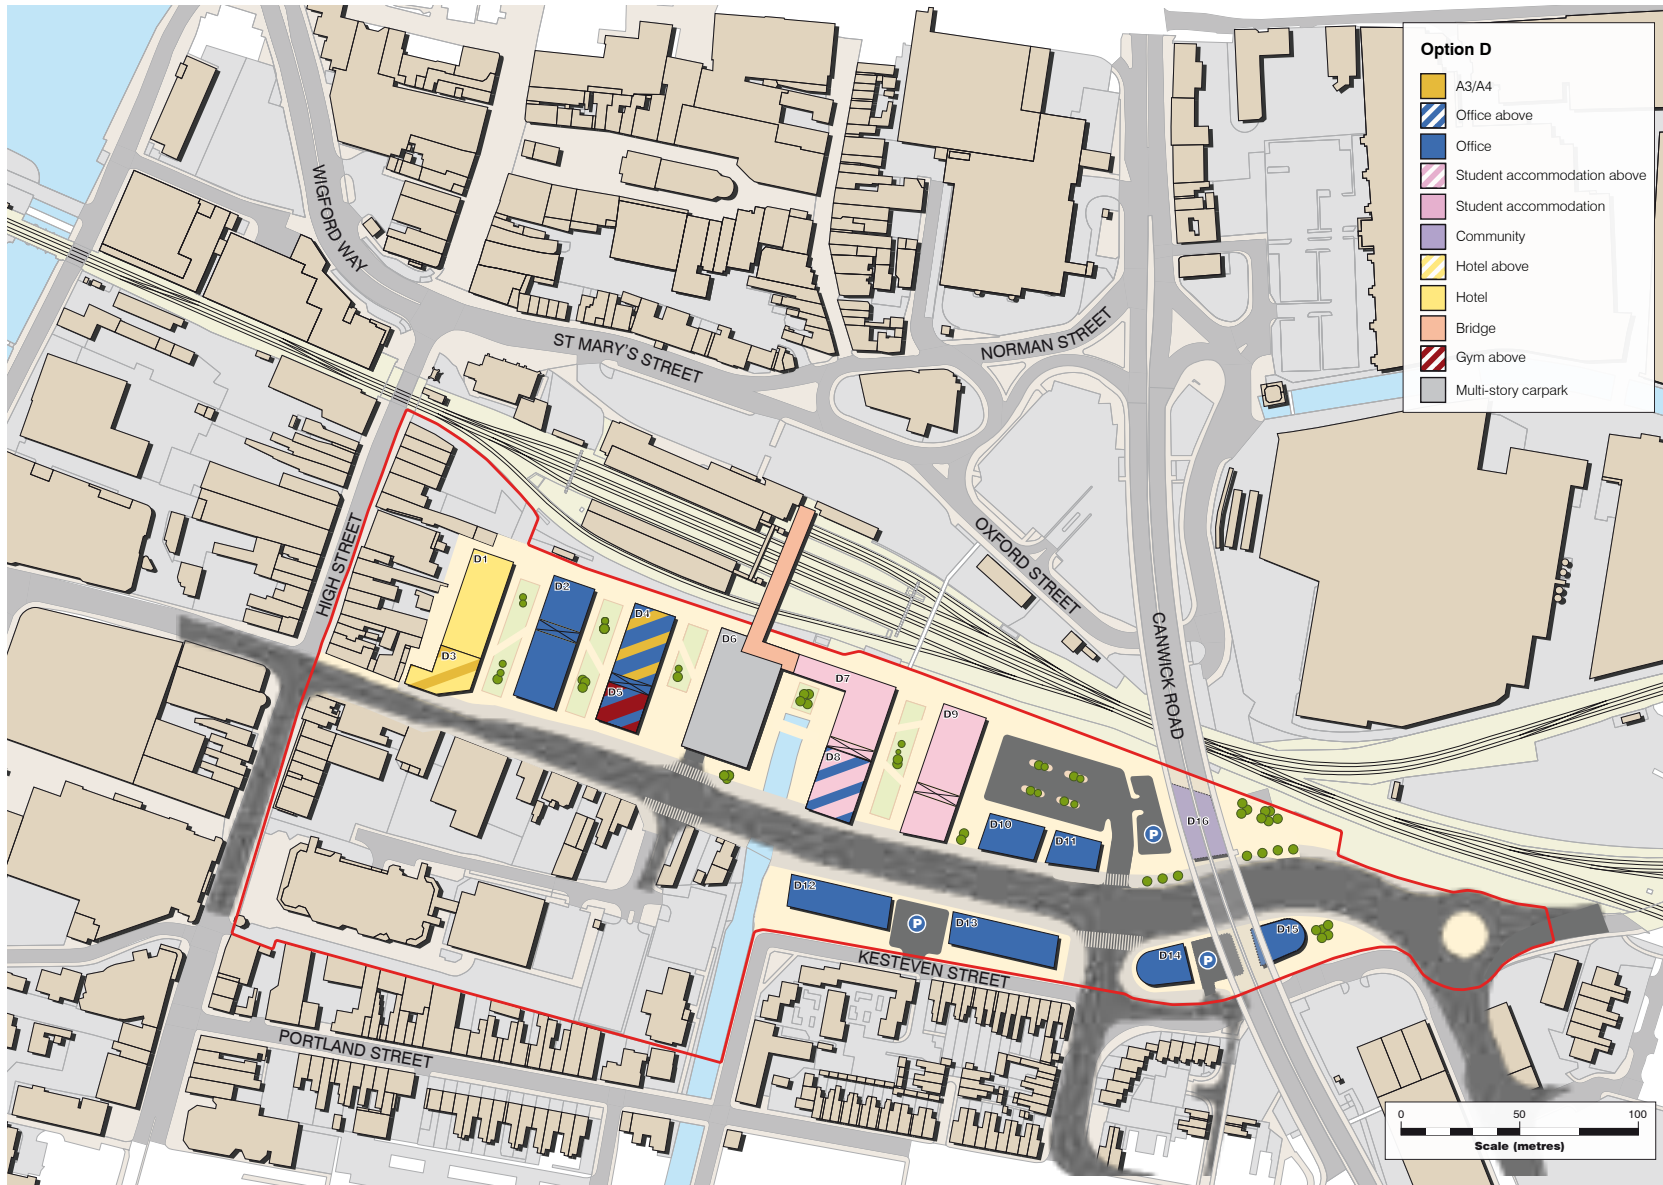 Option D
A3/A4
Office above
Office
Student accommodation above
Student accommodation
Community
Hotel above
Hotel
Bridge
Gym above
Multi-story carpark
WIGFORD WAY
ST MARY'S STREET
NORMAN STREET
HIGH STREET
OXFORD STREET
CANWICK ROAD
D1
D2
D3
D4
D5
D6
D7
D8
D9
D10
D11
P
D16
D12
P
D13
D14
P
D15
KESTEVEN STREET
PORTLAND STREET
0 50 100
Scale (metres)